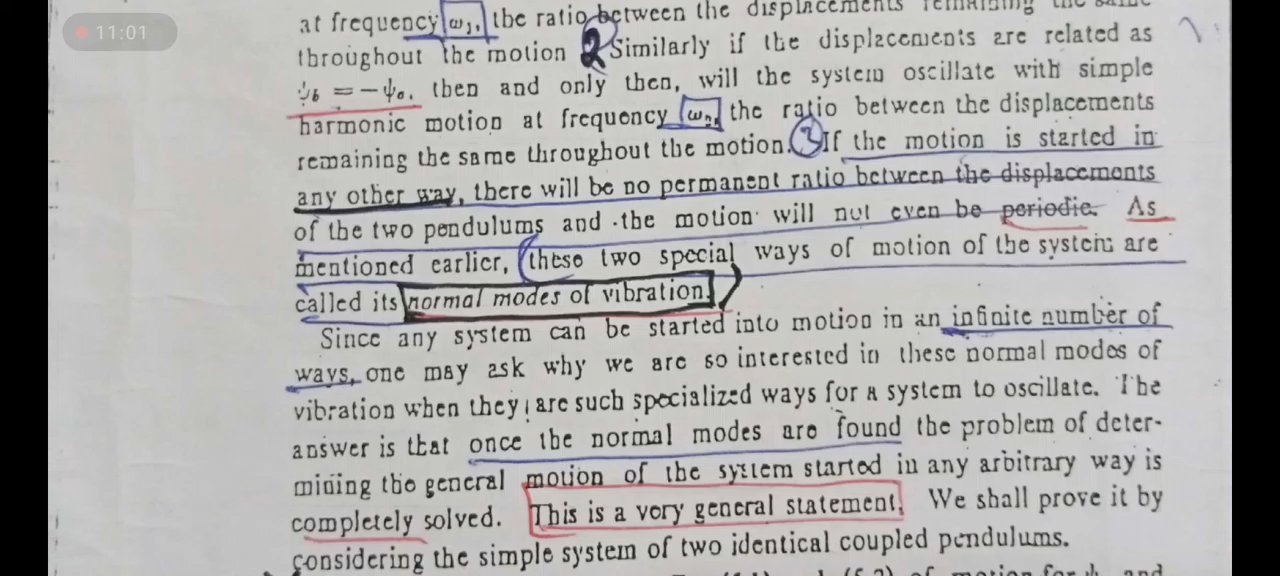 11:01
at frequency ω₁, the ratio between the displacements remaining the same
throughout the motion 2 Similarly if the displacements are related as
ψb = −ψa, then and only then, will the system oscillate with simple
harmonic motion at frequency ω₂, the ratio between the displacements
remaining the same throughout the motion. 3 If the motion is started in
any other way, there will be no permanent ratio between the displacements
of the two pendulums and the motion will not even be periodic. As
mentioned earlier, these two special ways of motion of the system are
called its normal modes of vibration.
Since any system can be started into motion in an infinite number of
ways, one may ask why we are so interested in these normal modes of
vibration when they are such specialized ways for a system to oscillate. The
answer is that once the normal modes are found the problem of deter-
mining the general motion of the system started in any arbitrary way is
completely solved. This is a very general statement. We shall prove it by
considering the simple system of two identical coupled pendulums.
of motion for